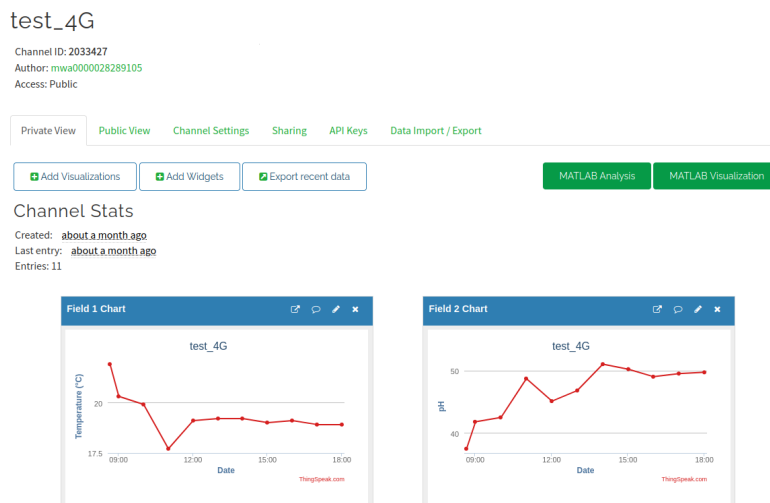 test_4G
Channel ID: 2033427
Author: mwa0000028289105
Access: Public
Private View Public View Channel Settings Sharing API Keys Data Import / Export
Add Visualizations Add Widgets Export recent data MATLAB Analysis MATLAB Visualization
Channel Stats
Created: about a month ago
Last entry: about a month ago
Entries: 11
Field 1 Chart
test_4G
Temperature (°C)
20
17.5
09:00 12:00 15:00 18:00
Date
ThingSpeak.com
Field 2 Chart
test_4G
pH
50
40
09:00 12:00 15:00 18:00
Date
ThingSpeak.com